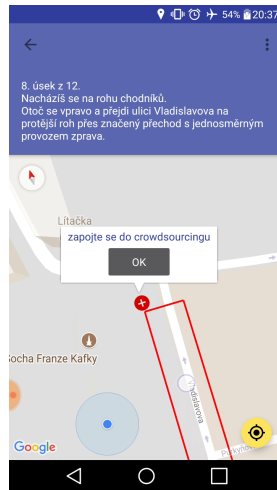 54% 20:37
8. úsek z 12.
Nacházíš se na rohu chodníků.
Otoč se vpravo a přejdi ulici Vladislavova na
protější roh přes značený přechod s jednosměrným
provozem zprava.
Lítačka
zapojte se do crowdsourcingu
OK
Socha Franze Kafky
Vladislavova
Google